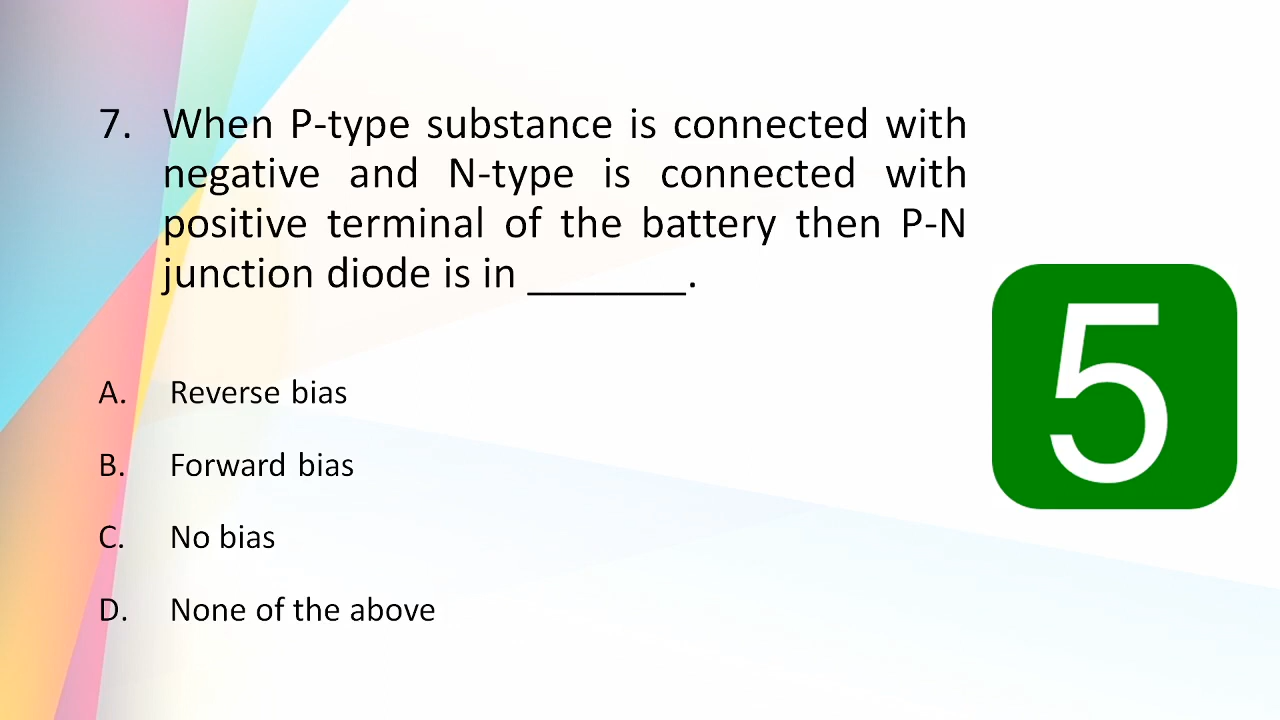 7. When P-type substance is connected with
negative and N-type is connected with
positive terminal of the battery then P-N
junction diode is in _______.
A. Reverse bias
B. Forward bias
C. No bias
D. None of the above
5